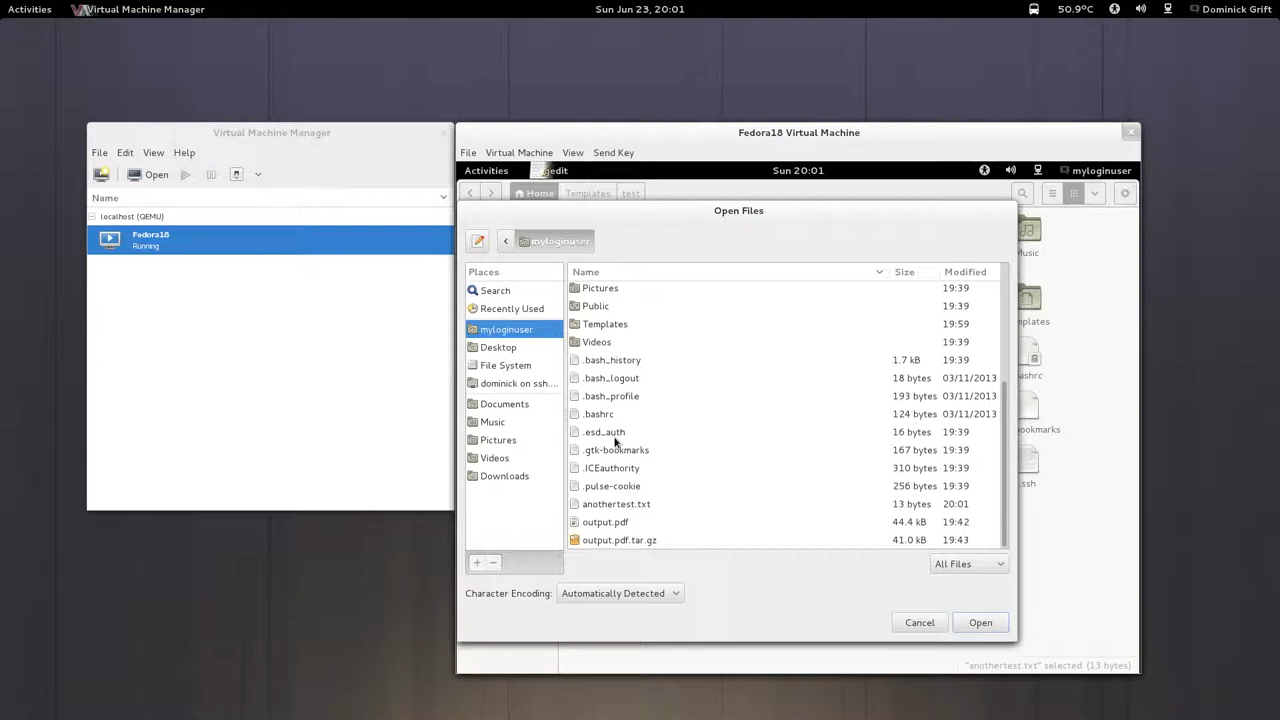 Activities Virtual Machine Manager Sun Jun 23, 20:01 50.9°C Dominick Grift
Virtual Machine Manager
File Edit View Help
Open
Name
localhost (QEMU)
Fedora18
Running
Fedora18 Virtual Machine
File Virtual Machine View Send Key
Activities gedit Sun 20:01 myloginuser
Home Templates test
Open Files
myloginuser
Places
Search
Recently Used
myloginuser
Desktop
File System
dominick on ssh....
Documents
Music
Pictures
Videos
Downloads
Name Size Modified
Pictures 19:39
Public 19:39
Templates 19:59
Videos 19:39
.bash_history 1.7 kB 19:39
.bash_logout 18 bytes 03/11/2013
.bash_profile 193 bytes 03/11/2013
.bashrc 124 bytes 03/11/2013
.esd_auth 16 bytes 19:39
.gtk-bookmarks 167 bytes 19:39
.ICEauthority 310 bytes 19:39
.pulse-cookie 256 bytes 19:39
anothertest.txt 13 bytes 20:01
output.pdf 44.4 kB 19:42
output.pdf.tar.gz 41.0 kB 19:43
All Files
Character Encoding: Automatically Detected
Cancel Open
Music
mplates
ashrc
ookmarks
.ssh
"anothertest.txt" selected (13 bytes)